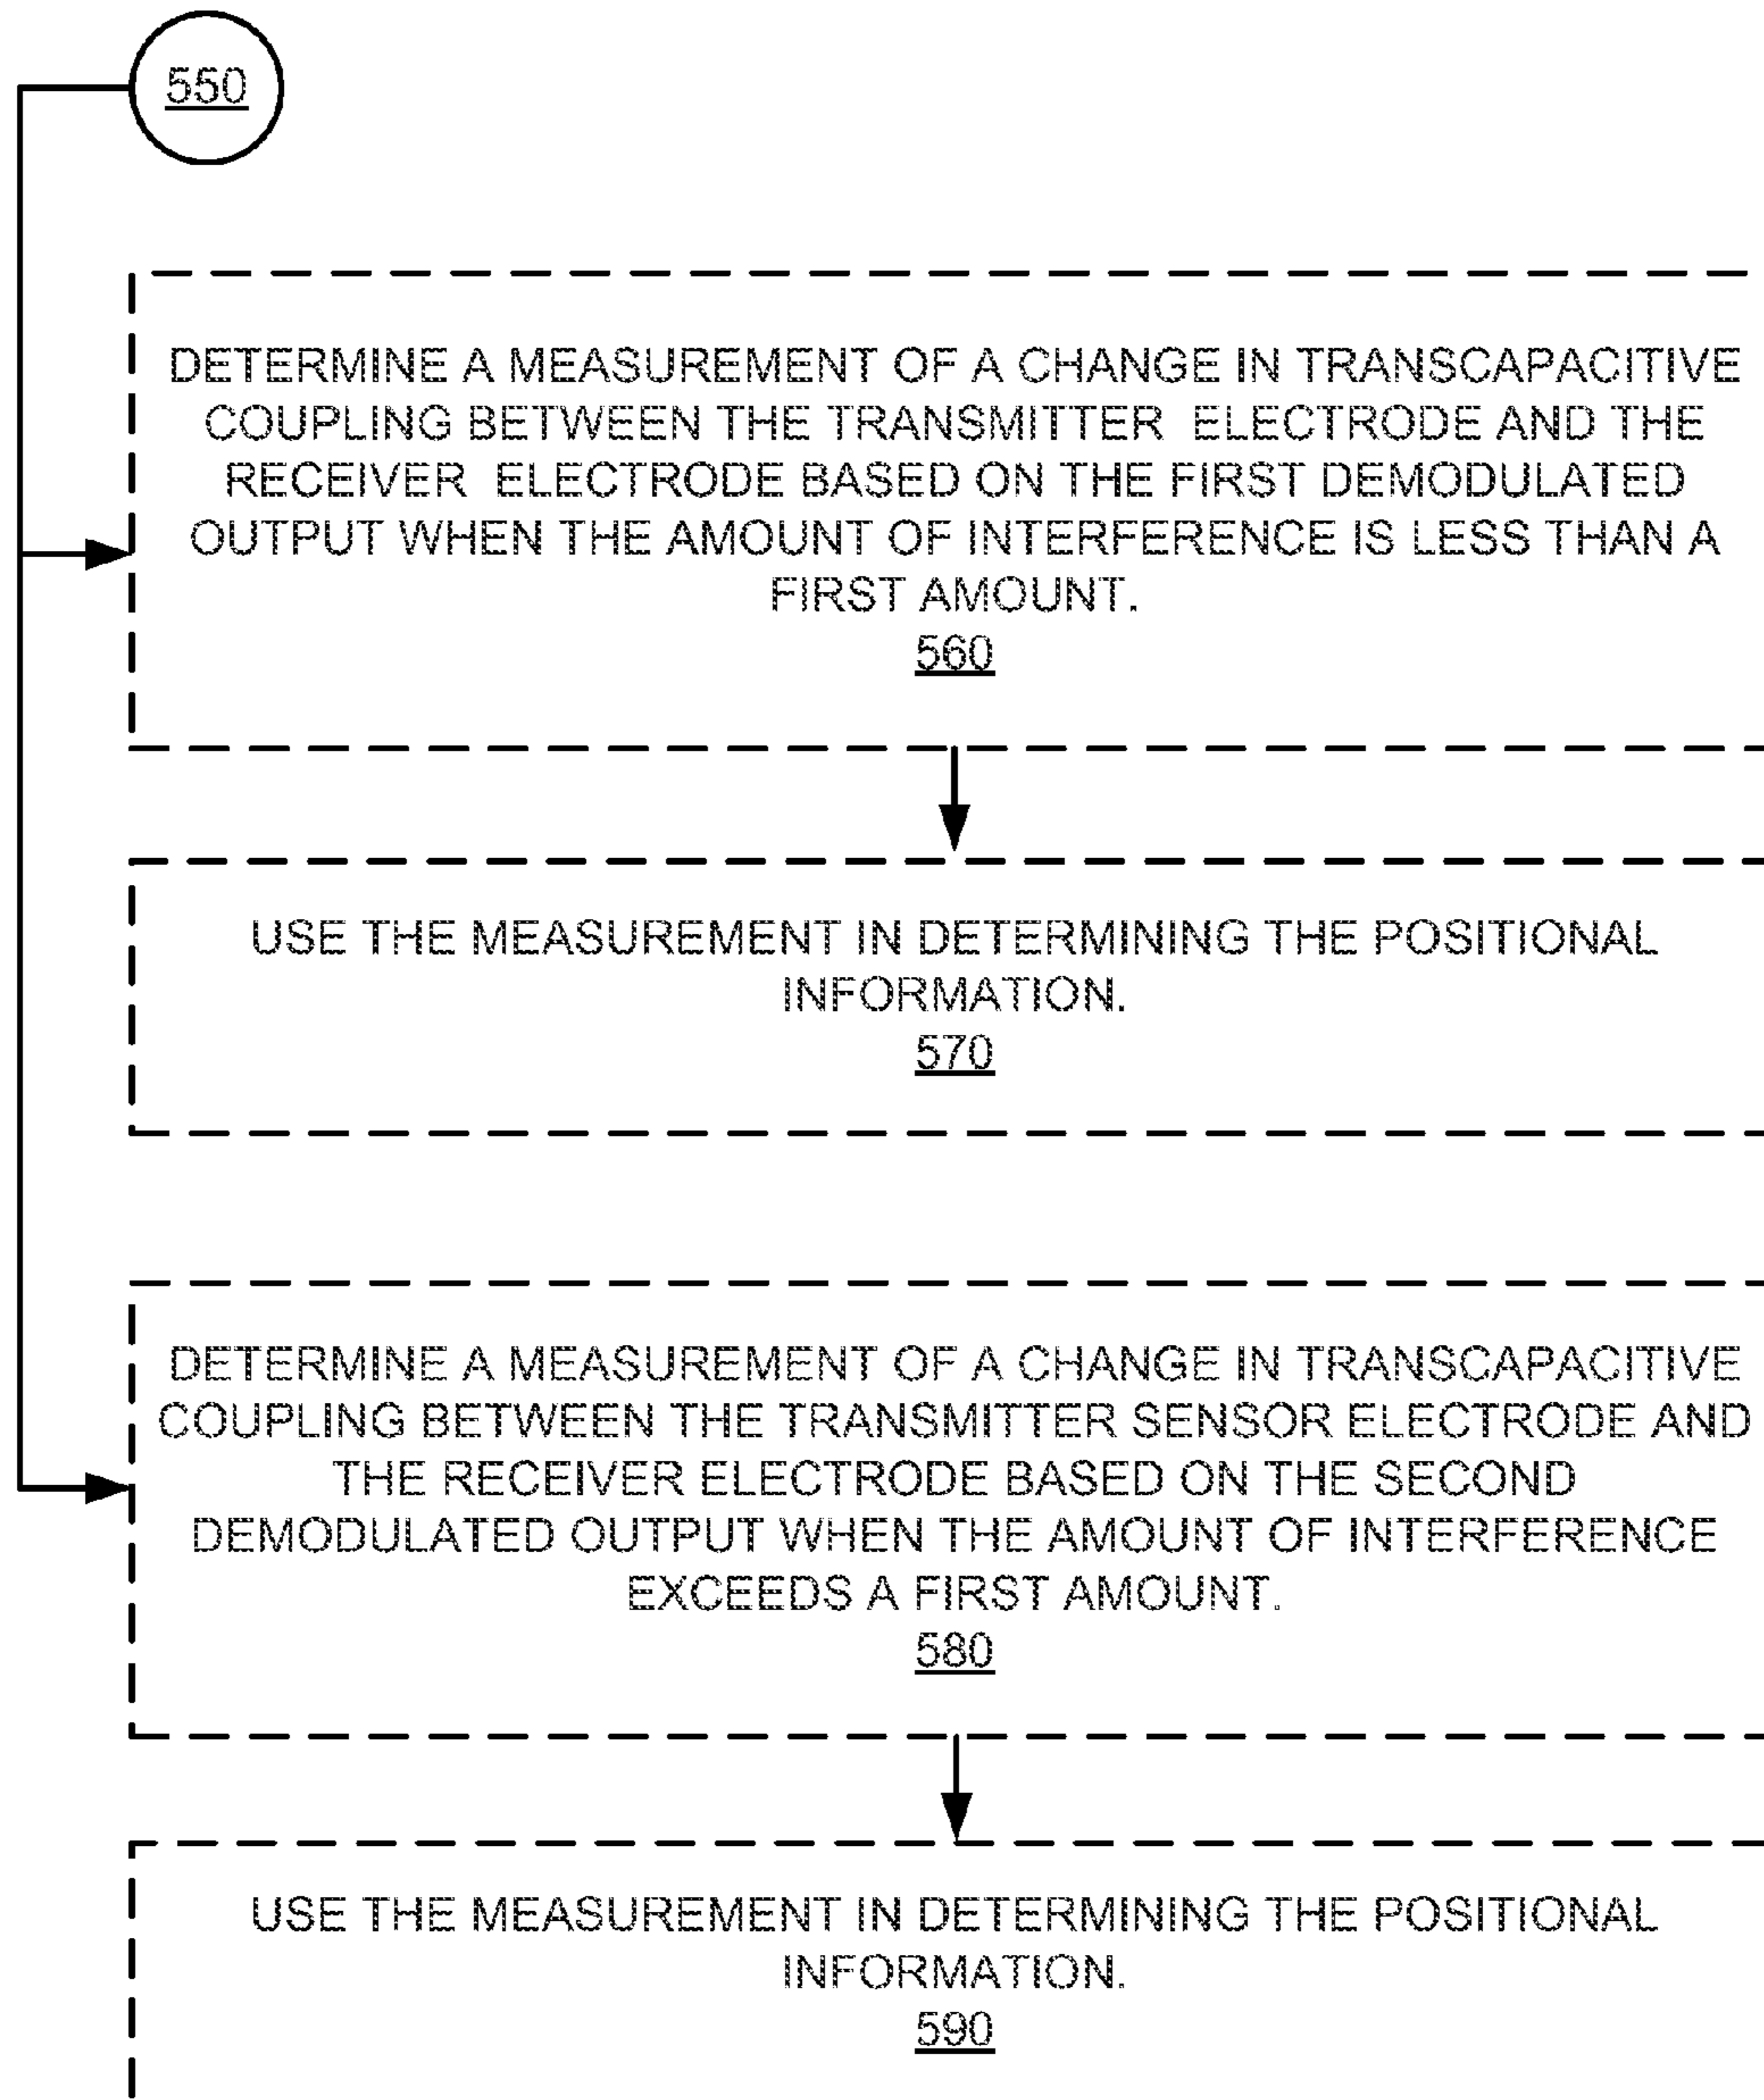 550
DETERMINE A MEASUREMENT OF A CHANGE IN TRANSCAPACITIVE
COUPLING BETWEEN THE TRANSMITTER ELECTRODE AND THE
RECEIVER ELECTRODE BASED ON THE FIRST DEMODULATED
OUTPUT WHEN THE AMOUNT OF INTERFERENCE IS LESS THAN A
FIRST AMOUNT.
560
USE THE MEASUREMENT IN DETERMINING THE POSITIONAL
INFORMATION.
570
DETERMINE A MEASUREMENT OF A CHANGE IN TRANSCAPACITIVE
COUPLING BETWEEN THE TRANSMITTER SENSOR ELECTRODE AND
THE RECEIVER ELECTRODE BASED ON THE SECOND
DEMODULATED OUTPUT WHEN THE AMOUNT OF INTERFERENCE
EXCEEDS A FIRST AMOUNT.
580
USE THE MEASUREMENT IN DETERMINING THE POSITIONAL
INFORMATION.
590